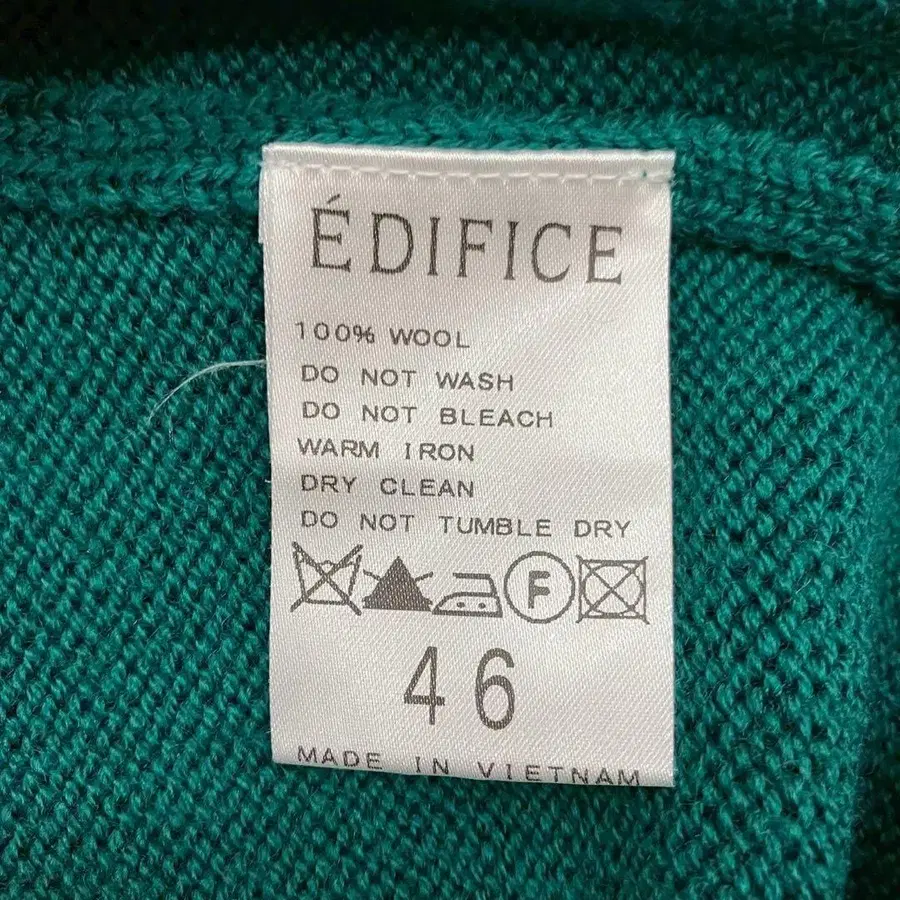 ÉDIFICE
100% WOOL
DO NOT WASH
DO NOT BLEACH
WARM IRON
DRY CLEAN
DO NOT TUMBLE DRY
F
46
MADE IN VIETNAM